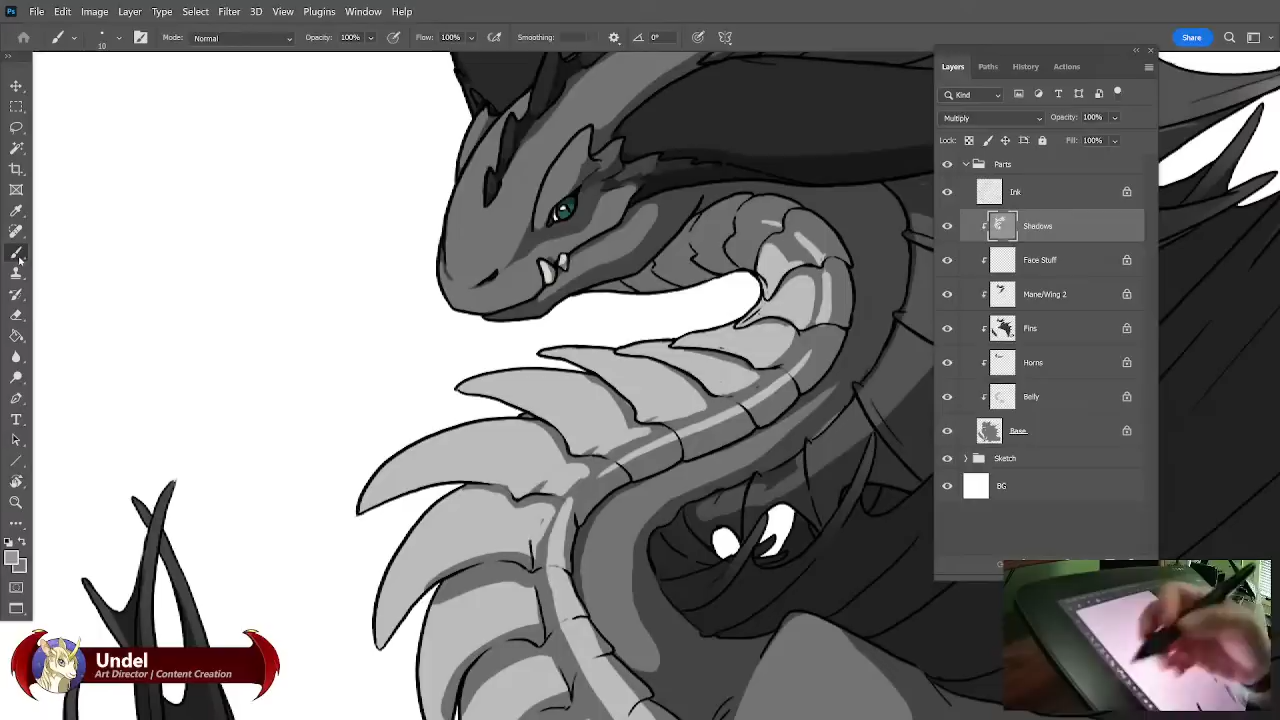 Ps File Edit Image Layer Type Select Filter 3D View Plugins Window Help
10 Mode: Normal Opacity: 100% Flow: 100% Smoothing: 0° Share
Layers Paths History Actions
Kind
Multiply Opacity: 100%
Lock: Fill: 100%
Parts
Ink
Shadows
Face Stuff
Mane/Wing 2
Fins
Horns
Belly
Base
Sketch
BG
Undel
Art Director | Content Creation